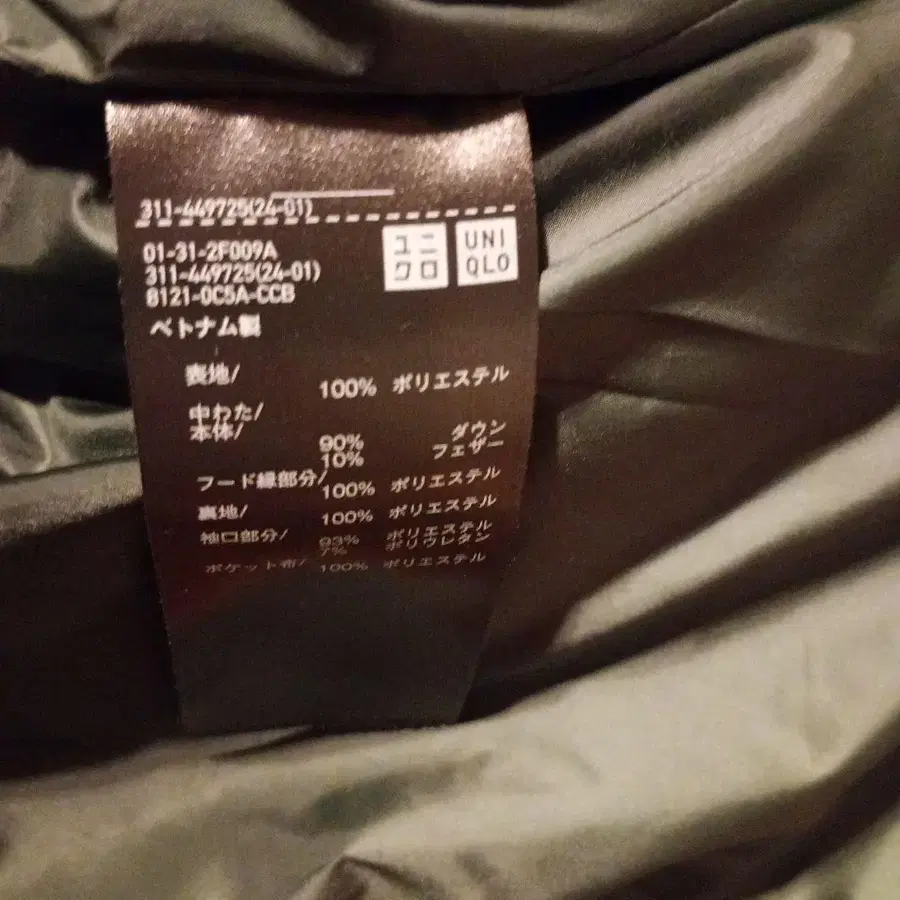 311-449725(24-01)
01-31-2F009A
311-449725(24-01)
8121-0C5A-CCB
ユニ
クロ
UNI
QLO
ベトナム製
表地/
100% ポリエステル
中わた/
本体/
90% ダウン
10% フェザー
フード縁部分/
100% ポリエステル
裏地/
100% ポリエステル
袖口部分/
93% ポリエステル
7% ポリウレタン
ポケット布/ 100% ポリエステル